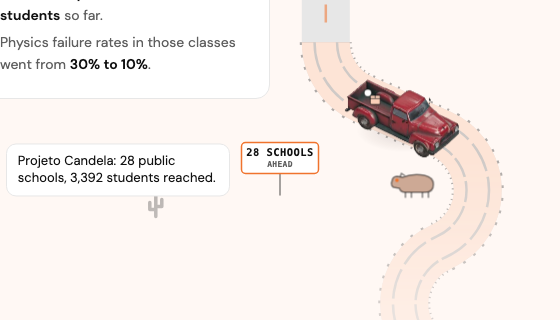 students so far.
Physics failure rates in those classes
went from 30% to 10%.
Projeto Candela: 28 public
schools, 3,392 students reached.
28 SCHOOLS
AHEAD